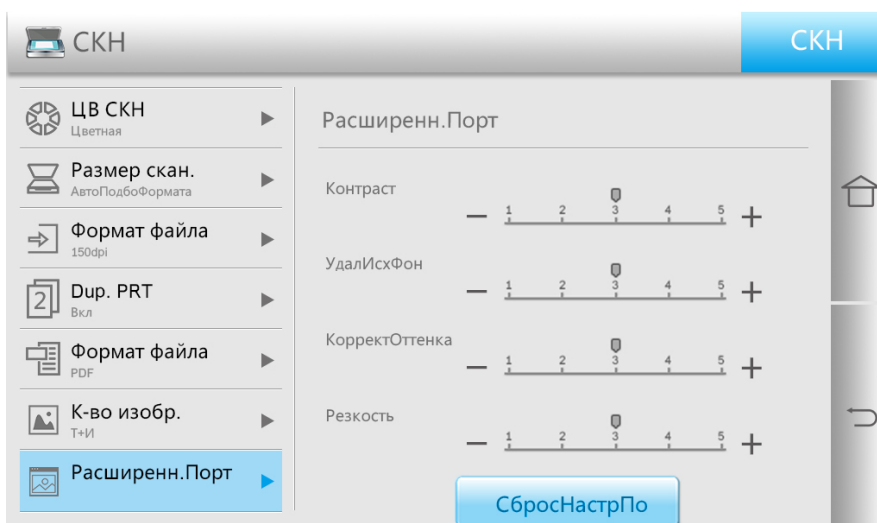 СКН
СКН
ЦВ СКН
Цветная
Размер скан.
АвтоПодбоФормата
Формат файла
150dpi
2
Dup. PRT
Вкл
Формат файла
PDF
К-во изобр.
Т+И
Расширенн.Порт
Расширенн.Порт
Контраст
− 1 2 3 4 5 +
УдалИсхФон
− 1 2 3 4 5 +
КорректОттенка
− 1 2 3 4 5 +
Резкость
− 1 2 3 4 5 +
СбросНастрПо